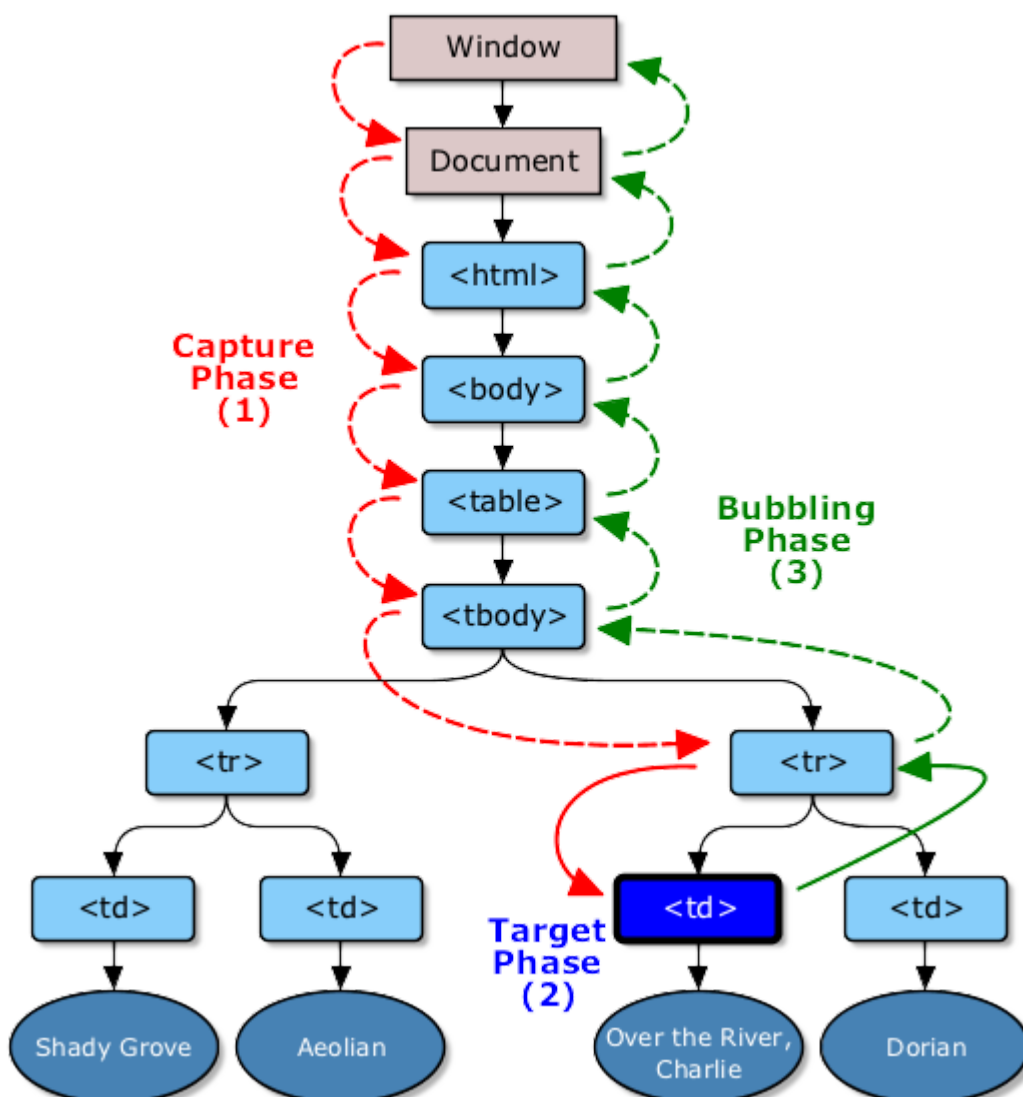 Window
Document
<html>
Capture
Phase
(1)
<body>
<table>
Bubbling
Phase
(3)
<tbody>
<tr>
<tr>
<td>
<td>
<td>
<td>
Target
Phase
(2)
Shady Grove
Aeolian
Over the River,
Charlie
Dorian